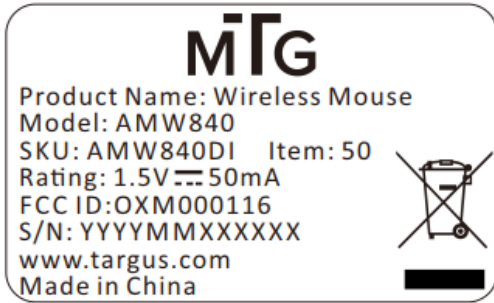 MTG
Product Name: Wireless Mouse
Model: AMW840
SKU: AMW840DI Item: 50
Rating: 1.5V ⎓ 50mA
FCC ID:OXM000116
S/N: YYYYMMXXXXXX
www.targus.com
Made in China